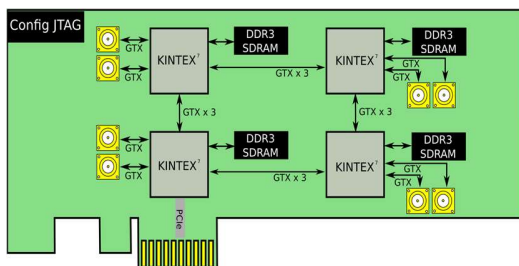 Config JTAG
GTX
GTX
KINTEX7
DDR3
SDRAM
GTX x 3
KINTEX7
DDR3
SDRAM
GTX
GTX
GTX x 3
GTX x 3
GTX
GTX
KINTEX7
DDR3
SDRAM
GTX x 3
KINTEX7
DDR3
SDRAM
GTX
GTX
PCIe